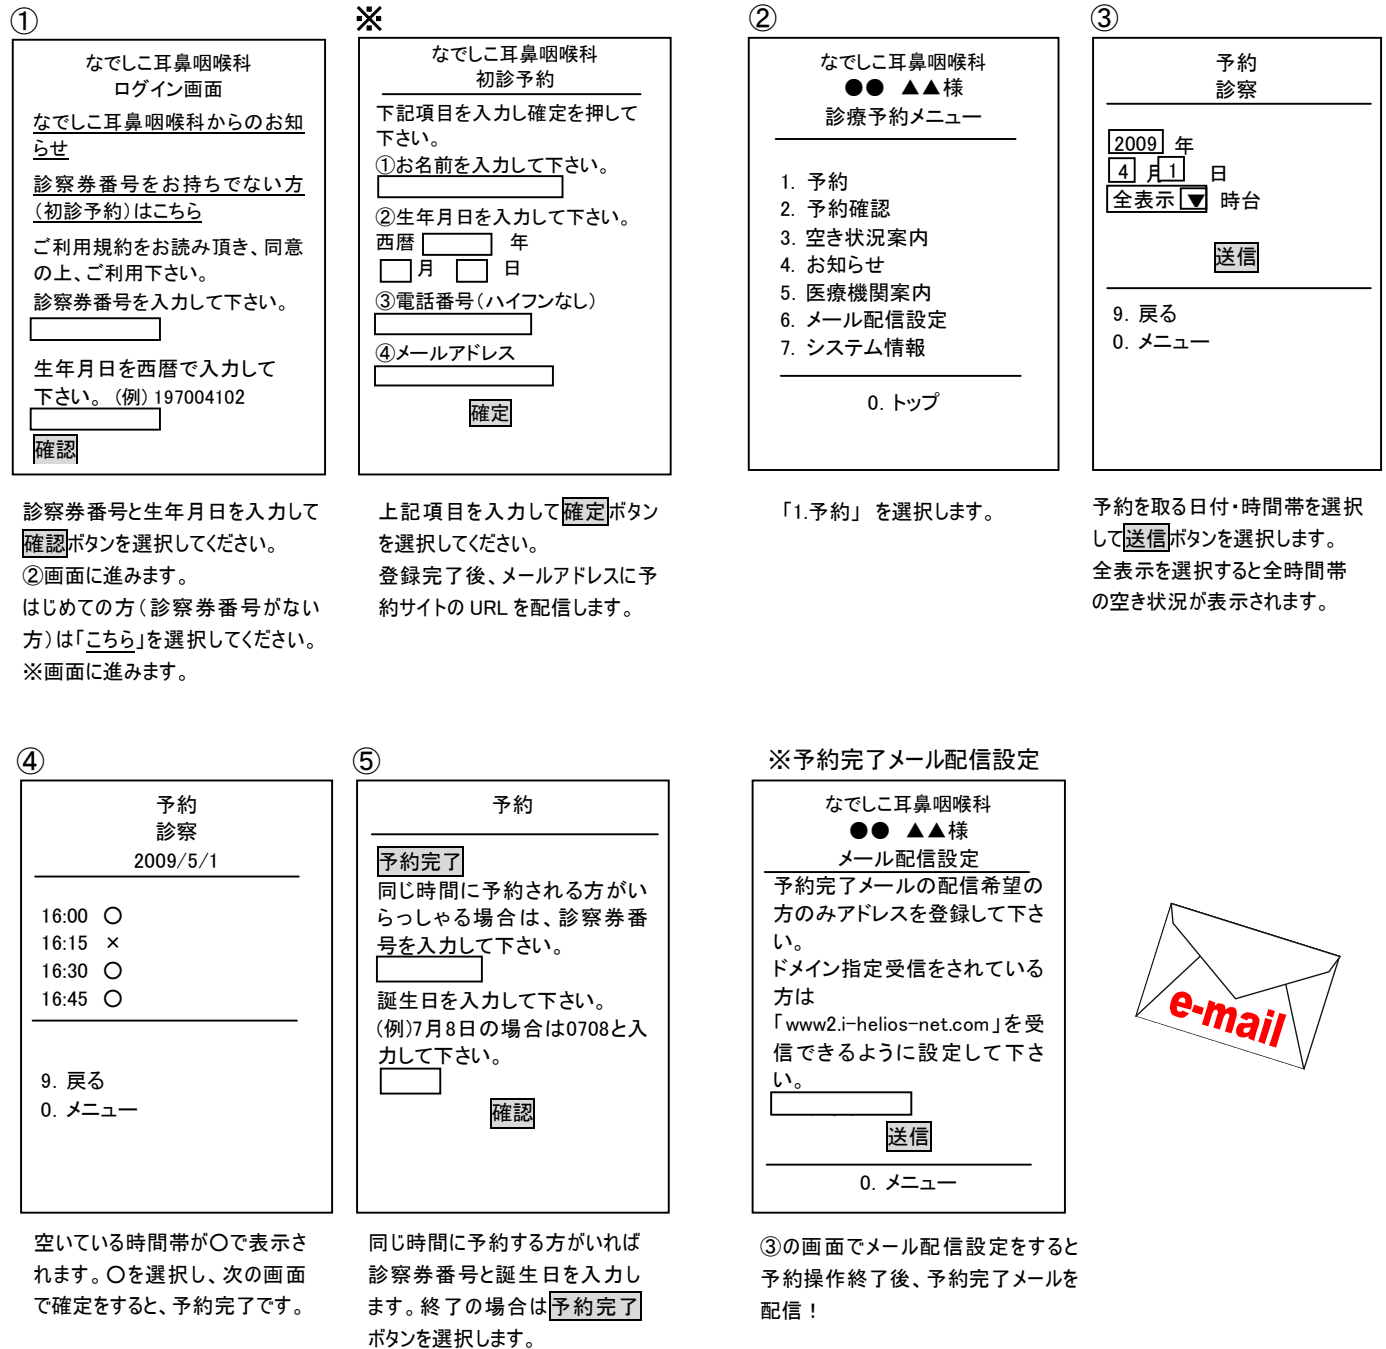 ①
なでしこ耳鼻咽喉科
ログイン画面
なでしこ耳鼻咽喉科からのお知
らせ
診察券番号をお持ちでない方
(初診予約)はこちら
ご利用規約をお読み頂き、同意
の上、ご利用下さい。
診察券番号を入力して下さい。
生年月日を西暦で入力して
下さい。(例) 197004102
確認
診察券番号と生年月日を入力して
確認ボタンを選択してください。
②画面に進みます。
はじめての方(診察券番号がない
方)は「こちら」を選択してください。
※画面に進みます。
※
なでしこ耳鼻咽喉科
初診予約
下記項目を入力し確定を押して
下さい。
①お名前を入力して下さい。
②生年月日を入力して下さい。
西暦 年
月 日
③電話番号(ハイフンなし)
④メールアドレス
確定
上記項目を入力して確定ボタン
を選択してください。
登録完了後、メールアドレスに予
約サイトの URL を配信します。
②
なでしこ耳鼻咽喉科
●● ▲▲様
診療予約メニュー
1. 予約
2. 予約確認
3. 空き状況案内
4. お知らせ
5. 医療機関案内
6. メール配信設定
7. システム情報
0. トップ
「1.予約」 を選択します。
③
予約
診察
2009 年
4 月 1 日
全表示 ▼ 時台
送信
9. 戻る
0. メニュー
予約を取る日付・時間帯を選択
して送信ボタンを選択します。
全表示を選択すると全時間帯
の空き状況が表示されます。
④
予約
診察
2009/5/1
16:00 ○
16:15 ×
16:30 ○
16:45 ○
9. 戻る
0. メニュー
空いている時間帯が○で表示さ
れます。○を選択し、次の画面
で確定をすると、予約完了です。
⑤
予約
予約完了
同じ時間に予約される方がい
らっしゃる場合は、診察券番
号を入力して下さい。
誕生日を入力して下さい。
(例)7月8日の場合は0708と入
力して下さい。
確認
同じ時間に予約する方がいれば
診察券番号と誕生日を入力し
ます。終了の場合は予約完了
ボタンを選択します。
※予約完了メール配信設定
なでしこ耳鼻咽喉科
●● ▲▲様
メール配信設定
予約完了メールの配信希望の
方のみアドレスを登録して下さ
い。
ドメイン指定受信をされている
方は
「www2.i-helios-net.com」を受
信できるように設定して下さ
い。
送信
0. メニュー
③の画面でメール配信設定をすると
予約操作終了後、予約完了メールを
配信！
e-mail